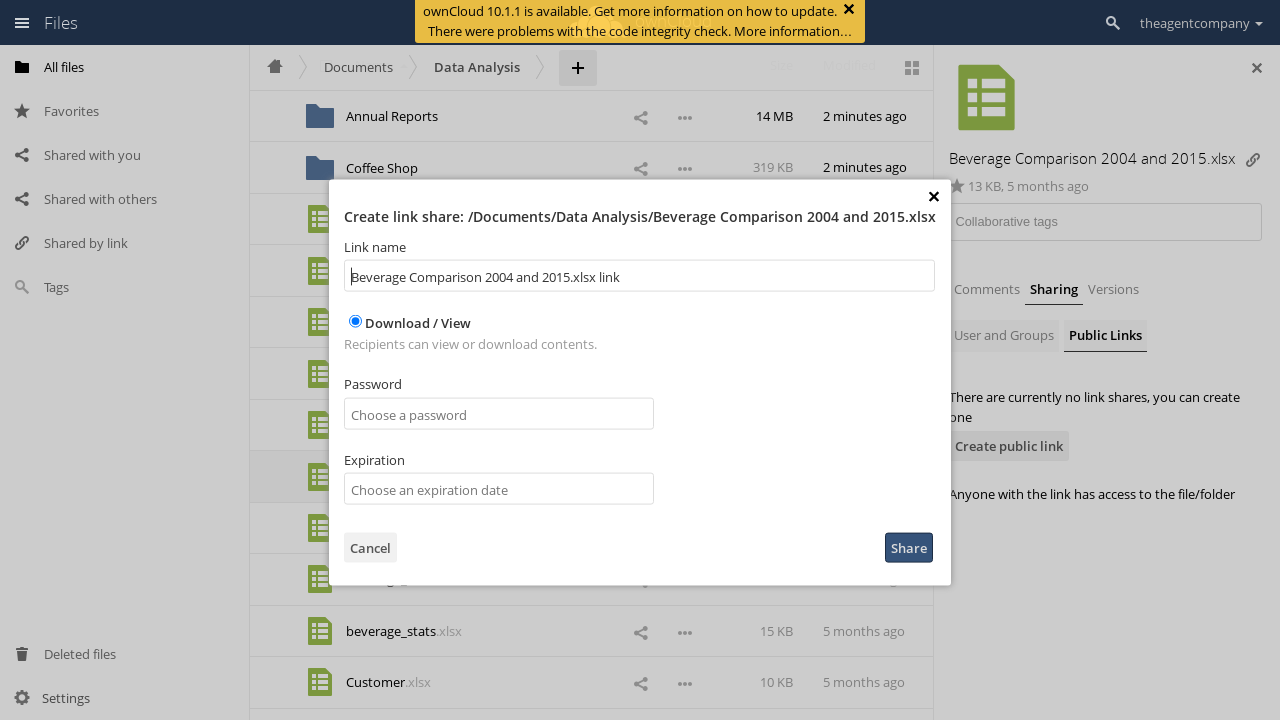 Files
ownCloud 10.1.1 is available. Get more information on how to update.
There were problems with the code integrity check. More information…
theagentcompany
All files
Favorites
Shared with you
Shared with others
Shared by link
Tags
Deleted files
Settings
Documents
Data Analysis
Annual Reports
14 MB
2 minutes ago
Coffee Shop
319 KB
2 minutes ago
beverage_stats.xlsx
15 KB
5 months ago
Customer.xlsx
10 KB
5 months ago
Create link share: /Documents/Data Analysis/Beverage Comparison 2004 and 2015.xlsx
Link name
Beverage Comparison 2004 and 2015.xlsx link
Download / View
Recipients can view or download contents.
Password
Choose a password
Expiration
Choose an expiration date
Cancel
Share
Beverage Comparison 2004 and 2015.xlsx
13 KB, 5 months ago
Collaborative tags
Comments
Sharing
Versions
User and Groups
Public Links
There are currently no link shares, you can create
one
Create public link
Anyone with the link has access to the file/folder